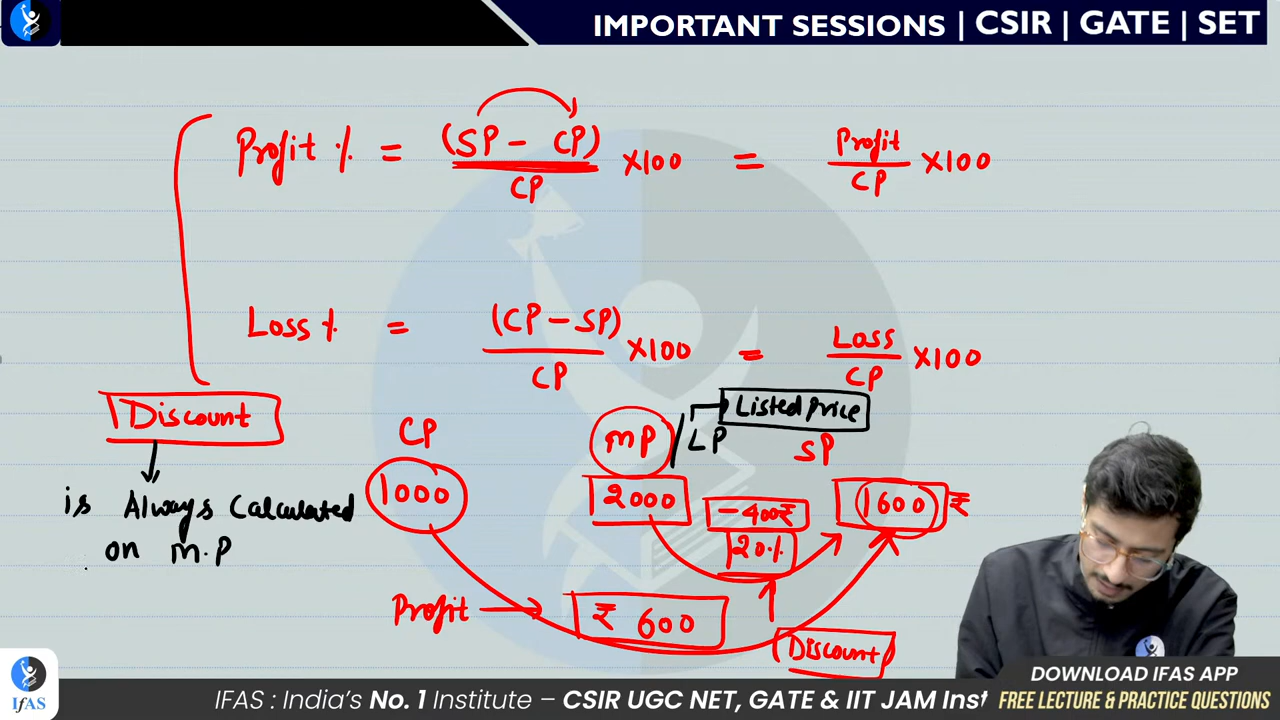 IMPORTANT SESSIONS | CSIR | GATE | SET
Profit % = (SP - CP) / CP ×100 = Profit / CP ×100
Loss % = (CP - SP) / CP ×100 = Loss / CP ×100
Discount
is Always Calculated
on M.P
CP
MP / LP
Listed Price
SP
1000
2000
-400₹
20%
1600 ₹
Profit
₹ 600
Discount
DOWNLOAD IFAS APP
FREE LECTURE & PRACTICE QUESTIONS
IFAS
IFAS : India's No. 1 Institute – CSIR UGC NET, GATE & IIT JAM Inst